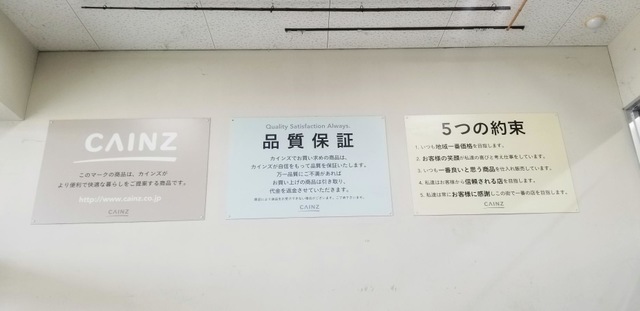 CAINZ
このマークの商品は、カインズが
より便利で快適な暮らしをご提案する商品です。
http://www.cainz.co.jp
CAINZ
Quality Satisfaction Always.
品質保証
カインズでお買い求めの商品は、
カインズが自信をもって品質を保証いたします。
万一品質にご不満があれば
お買い上げの商品は引き取り、
代金を返金させていただきます。
CAINZ
5つの約束
1. いつも地域一番価格を目指します。
2. お客様の笑顔が私達の喜びと考え仕事をしています。
3. いつも一番良いと思う商品を仕入れ販売しています。
4. 私達はお客様から信頼される店を目指します。
5. 私達は常にお客様に感謝しこの街で一番の店を目指します。
CAINZ